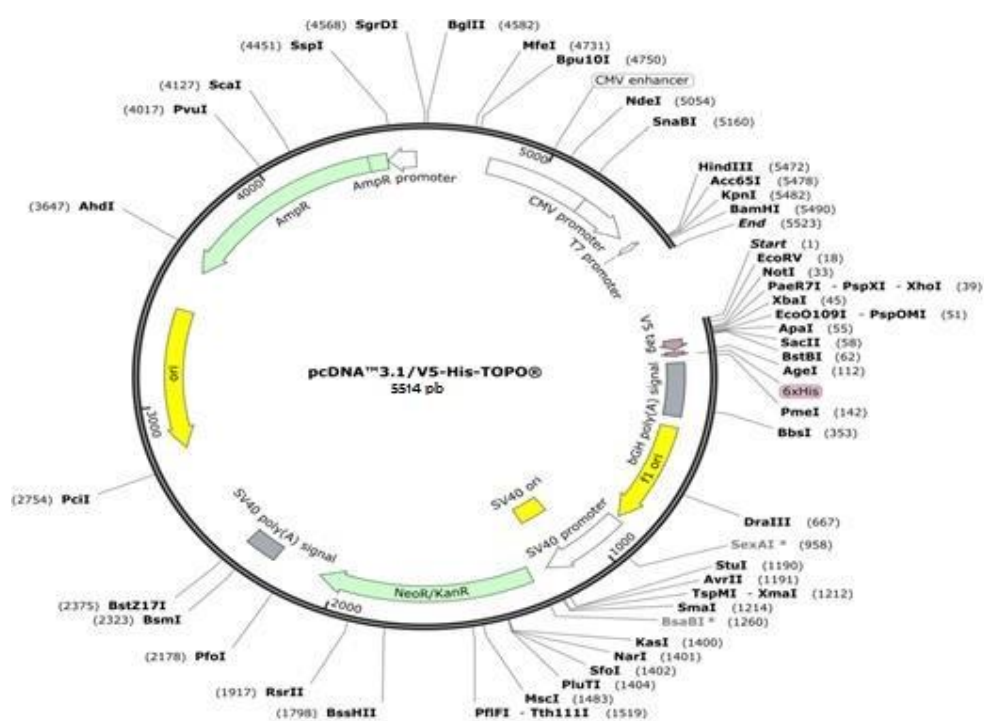 (4568) SgrDI
BglII (4582)
(4451) SspI
MfeI (4731)
Bpu10I (4750)
CMV enhancer
(4127) ScaI
NdeI (5054)
(4017) PvuI
SnaBI (5160)
5000
HindIII (5472)
Acc65I (5478)
KpnI (5482)
BamHI (5490)
End (5523)
(3647) AhdI
4000
AmpR promoter
AmpR
CMV promoter
T7 promoter
Start (1)
EcoRV (18)
NotI (33)
PaeR7I - PspXI - XhoI (39)
XbaI (45)
EcoO109I - PspOMI (51)
ApaI (55)
SacII (58)
BstBI (62)
AgeI (112)
6xHis
PmeI (142)
BbsI (353)
V5 tag
bGH poly(A) signal
f1 ori
ori
pcDNA™3.1/V5-His-TOPO®
5514 pb
3000
(2754) PciI
SV40 ori
SV40 promoter
SV40 poly(A) signal
DraIII (667)
1000
SexAI * (958)
StuI (1190)
AvrII (1191)
TspMI - XmaI (1212)
SmaI (1214)
BsaBI * (1260)
NeoR/KanR
2000
(2375) BstZ17I
(2323) BsmI
KasI (1400)
NarI (1401)
SfoI (1402)
PluTI (1404)
MscI (1483)
PflFI - Tth111I (1519)
(2178) PfoI
(1917) RsrII
(1798) BssHII